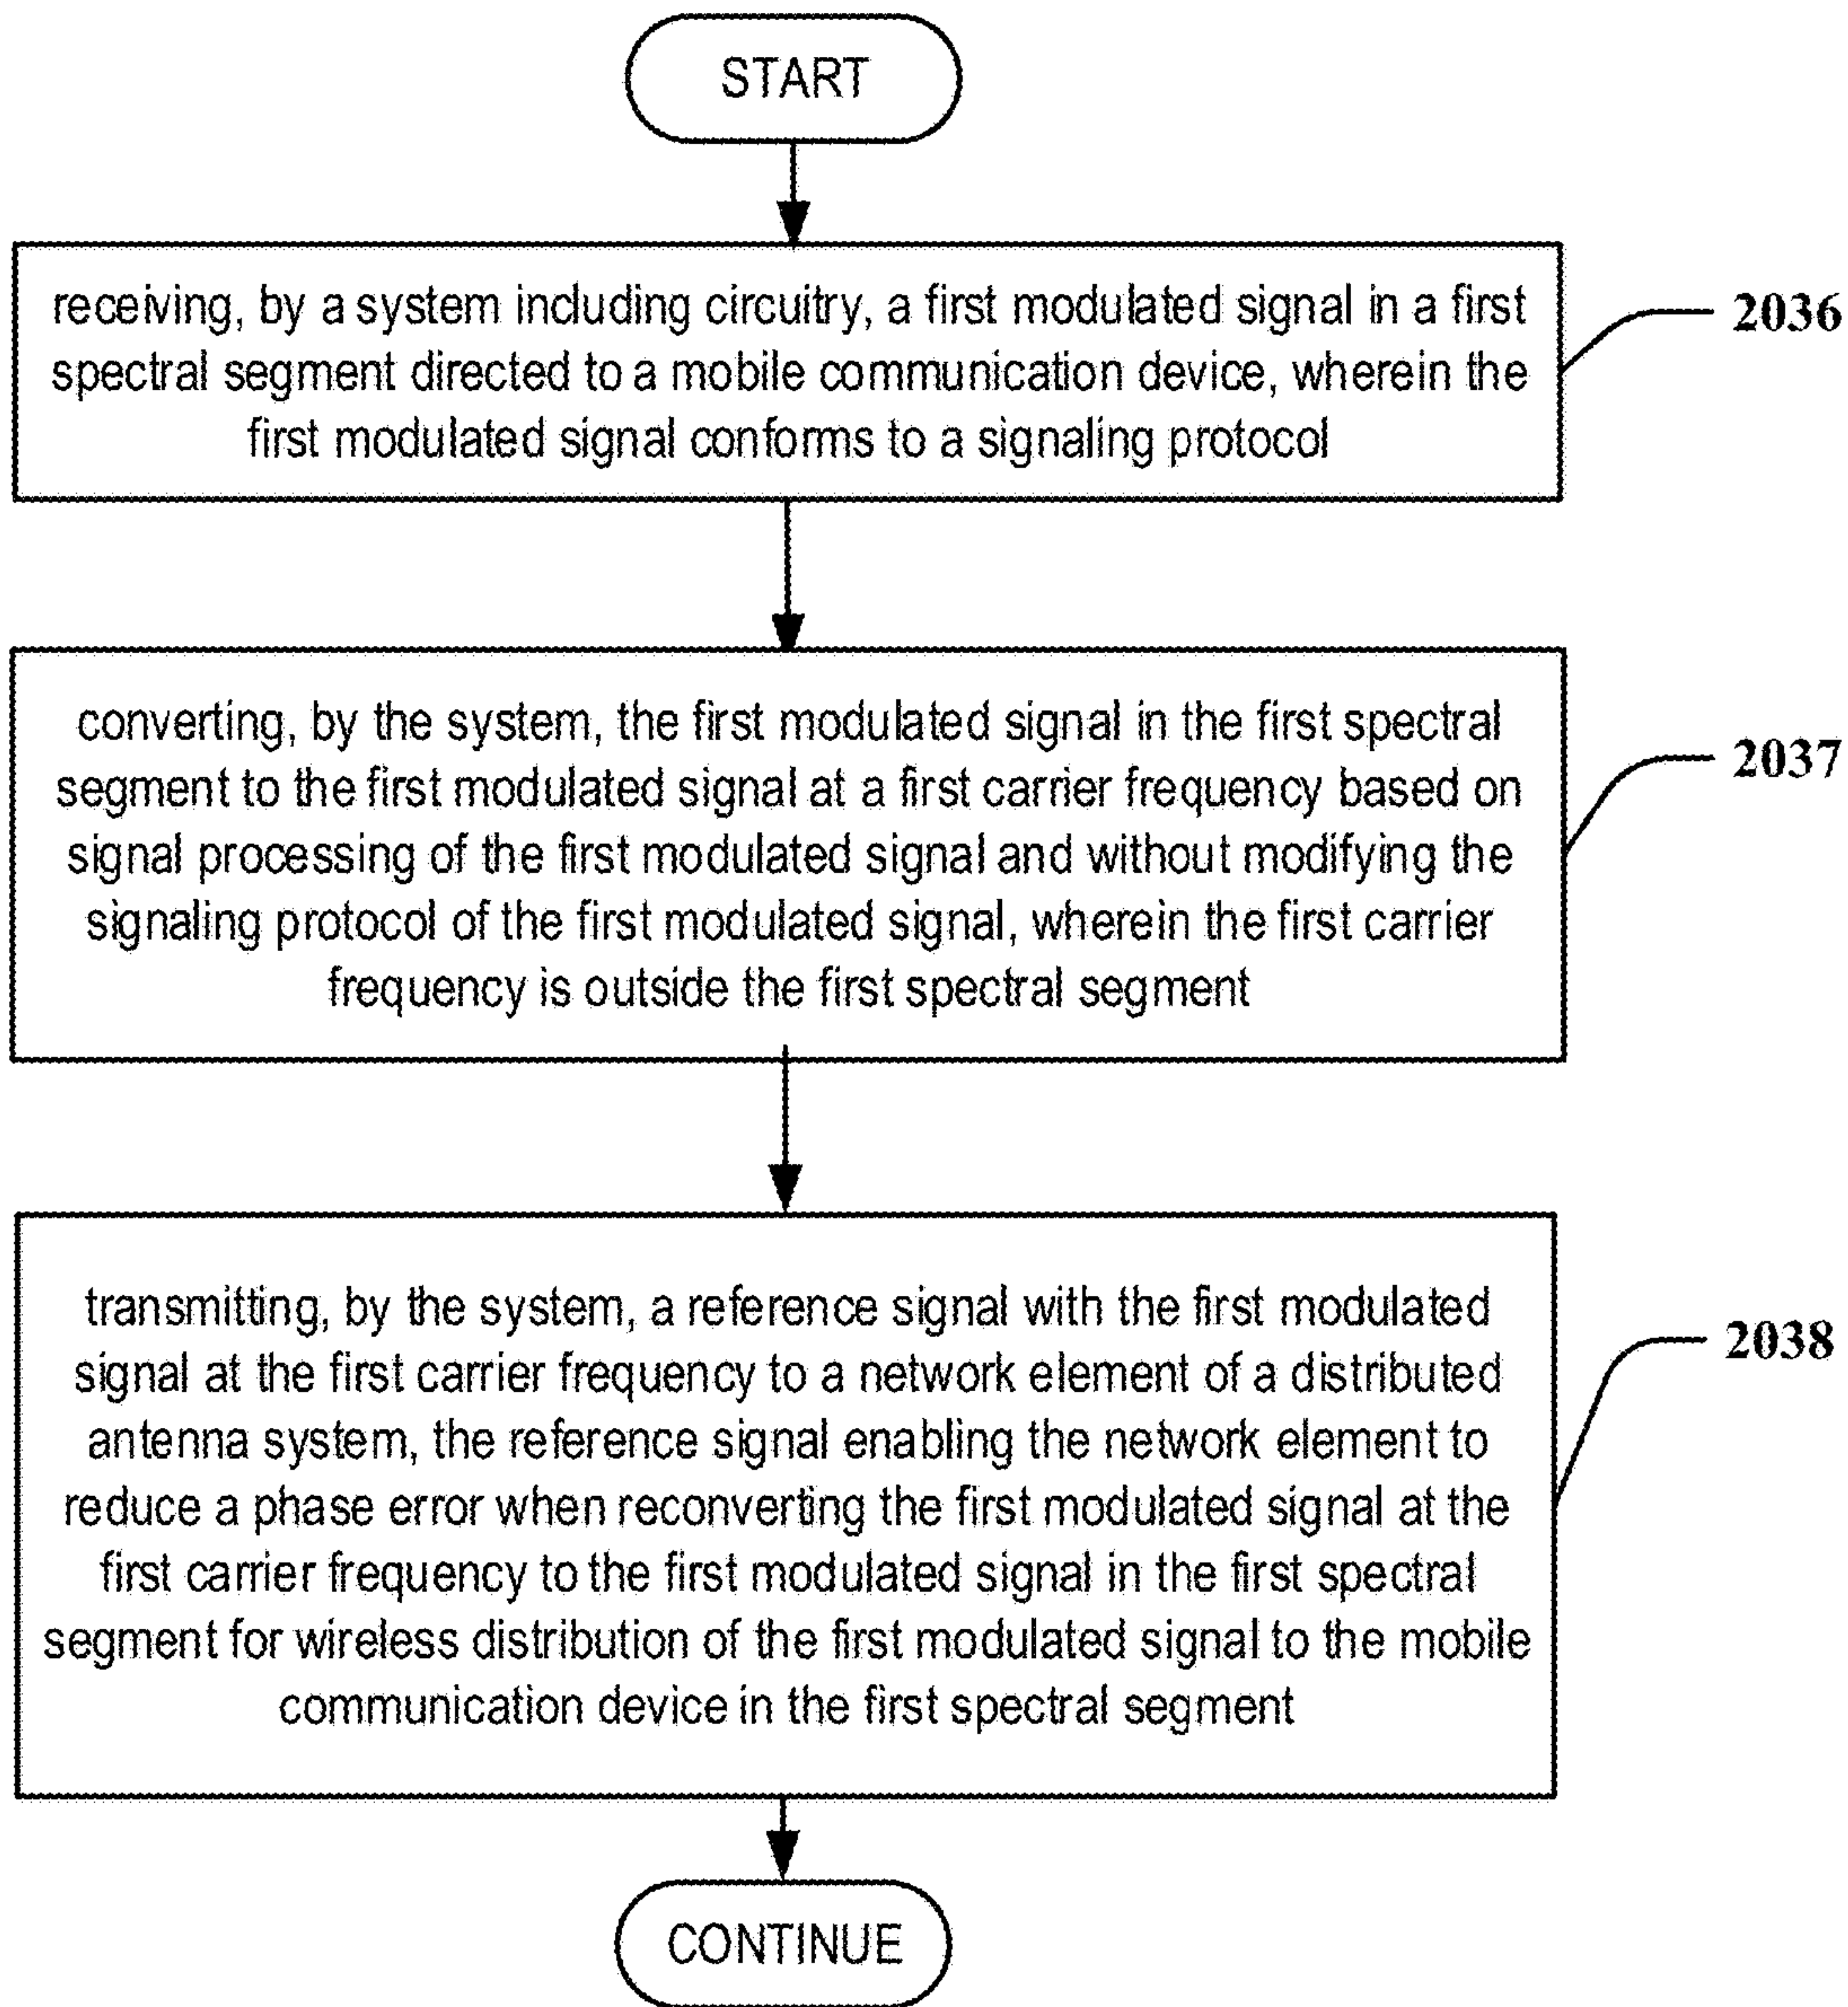 START
receiving, by a system including circuitry, a first modulated signal in a first
spectral segment directed to a mobile communication device, wherein the
first modulated signal conforms to a signaling protocol
2036
converting, by the system, the first modulated signal in the first spectral
segment to the first modulated signal at a first carrier frequency based on
signal processing of the first modulated signal and without modifying the
signaling protocol of the first modulated signal, wherein the first carrier
frequency is outside the first spectral segment
2037
transmitting, by the system, a reference signal with the first modulated
signal at the first carrier frequency to a network element of a distributed
antenna system, the reference signal enabling the network element to
reduce a phase error when reconverting the first modulated signal at the
first carrier frequency to the first modulated signal in the first spectral
segment for wireless distribution of the first modulated signal to the mobile
communication device in the first spectral segment
2038
CONTINUE